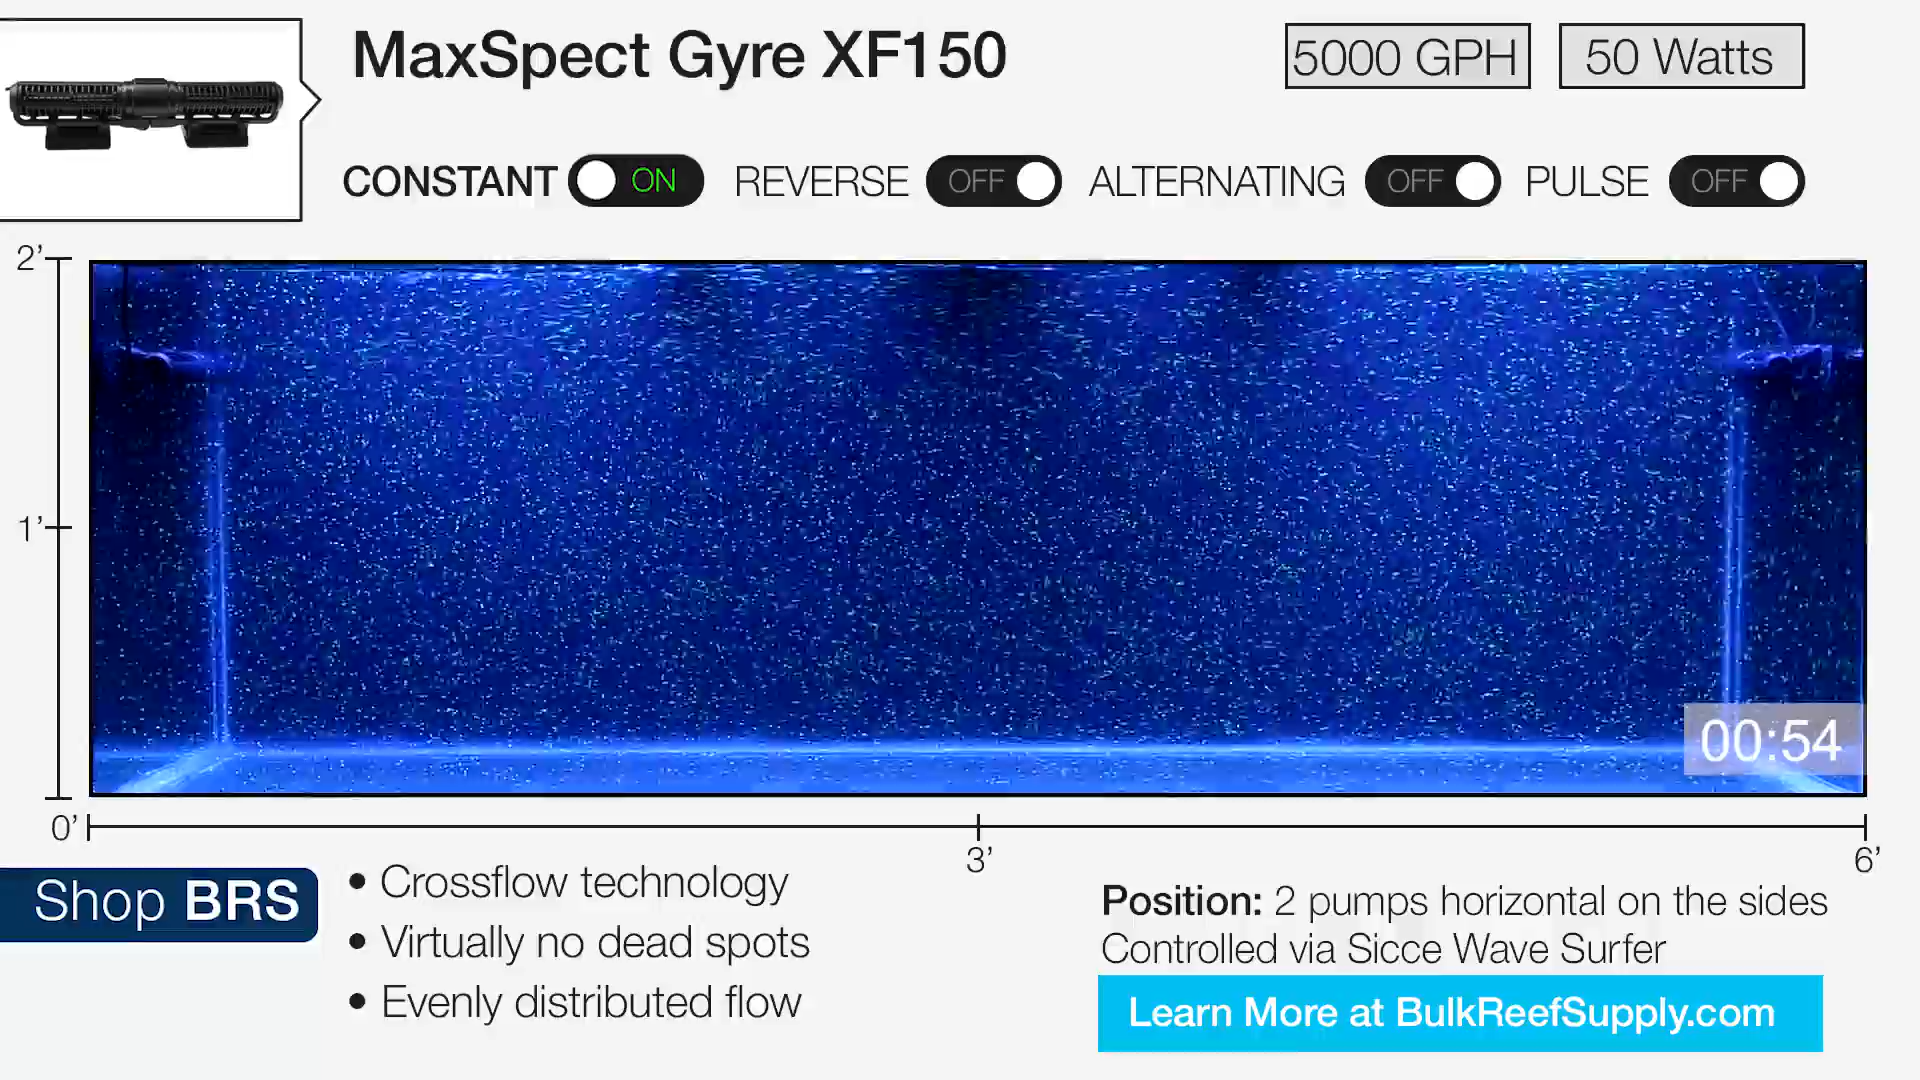 MaxSpect Gyre XF150
5000 GPH
50 Watts
CONSTANT ON REVERSE OFF ALTERNATING OFF PULSE OFF
2’
1’
00:54
0’
3’
6’
Shop BRS
• Crossflow technology
• Virtually no dead spots
• Evenly distributed flow
Position: 2 pumps horizontal on the sides
Controlled via Sicce Wave Surfer
Learn More at BulkReefSupply.com